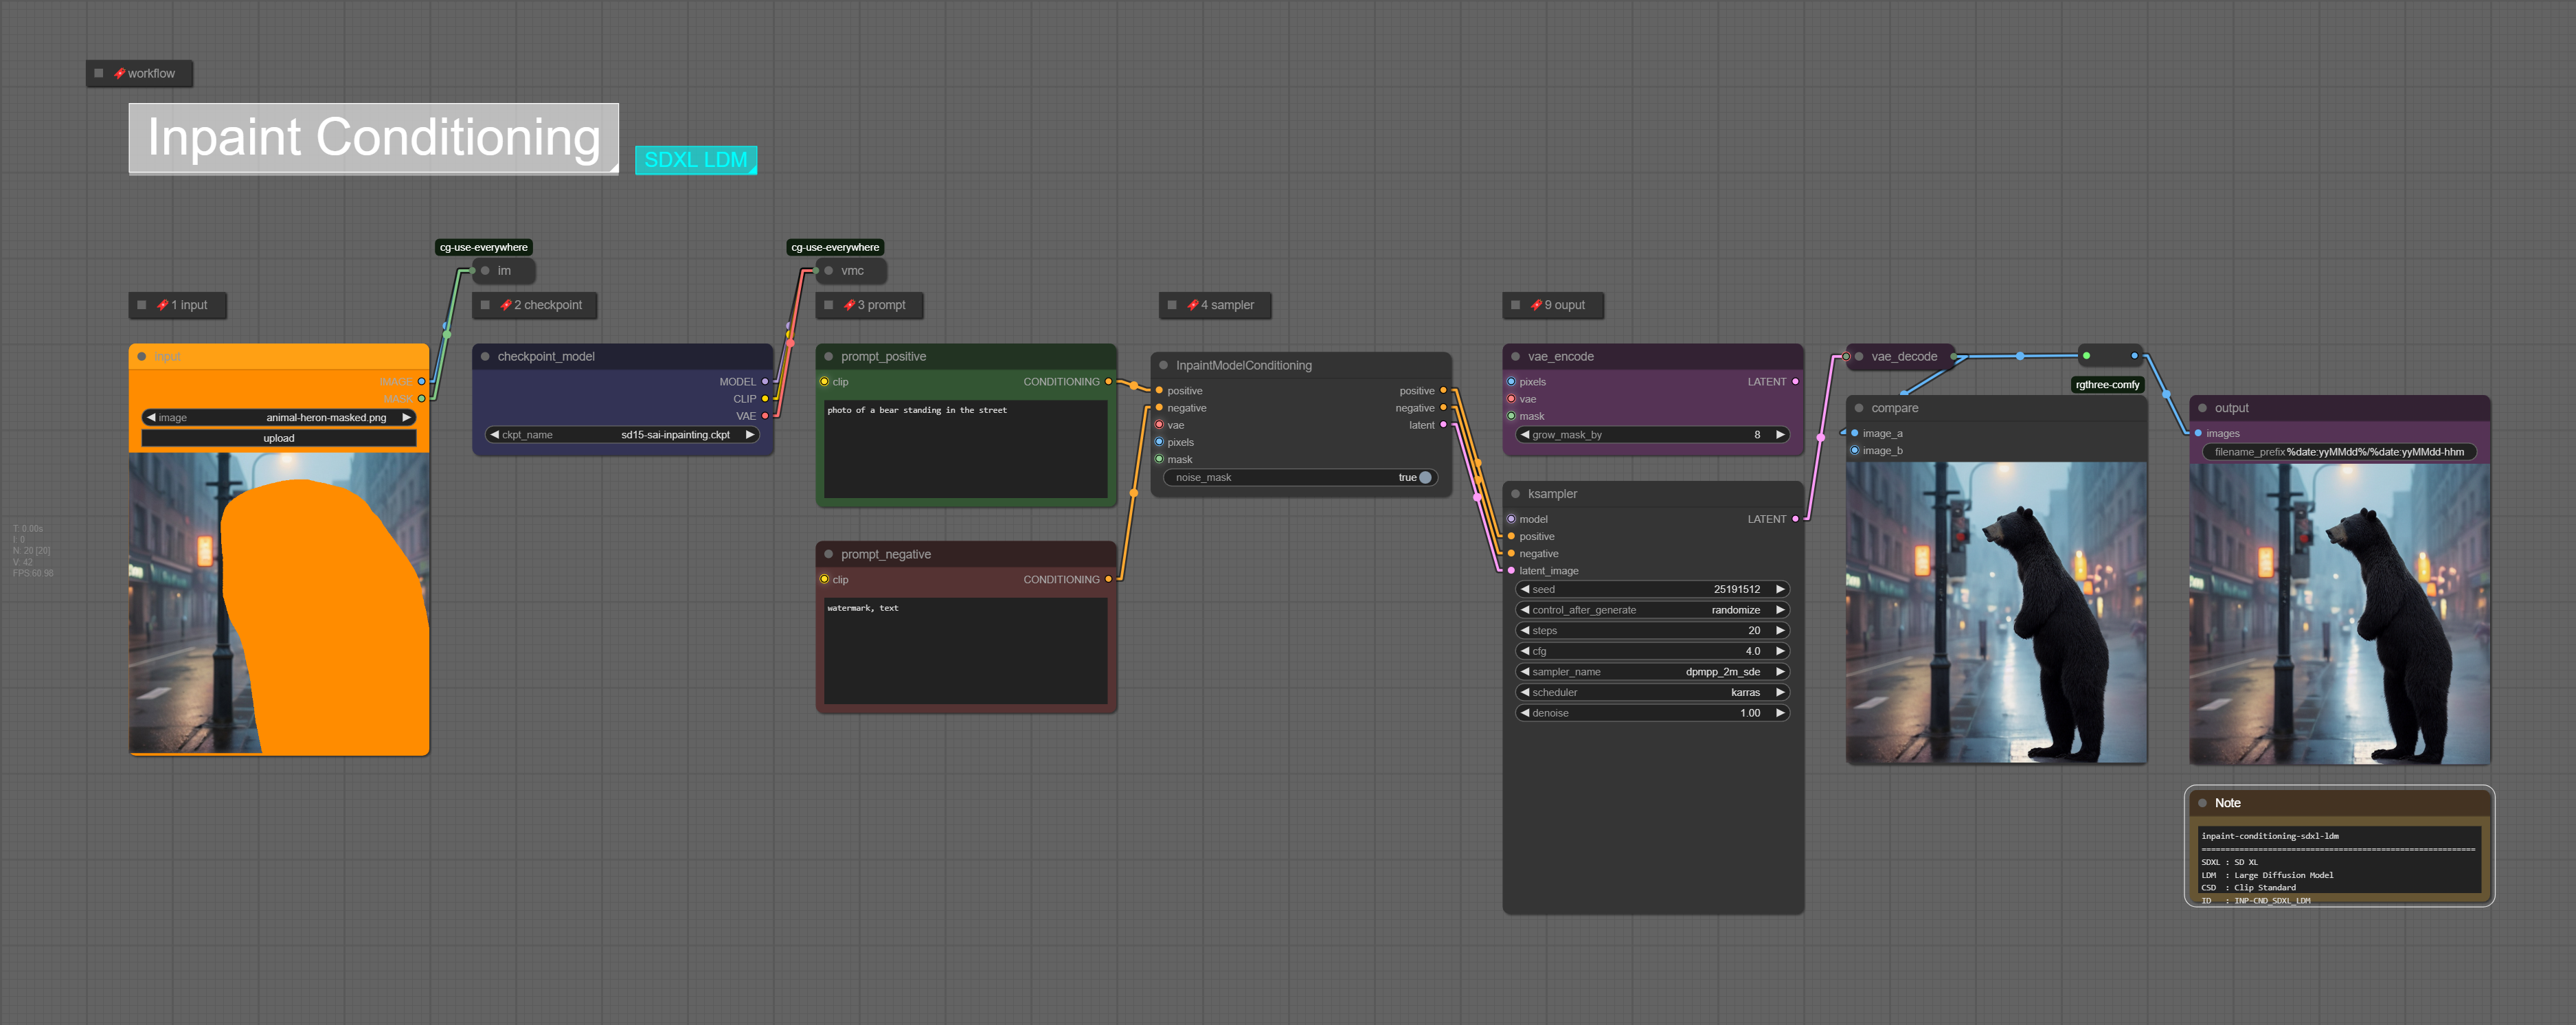 workflow
Inpaint Conditioning
SDXL LDM
cg-use-everywhere
cg-use-everywhere
im
vmc
1 input
2 checkpoint
3 prompt
4 sampler
9 ouput
input
IMAGE
MASK
image animal-heron-masked.png
upload
checkpoint_model
MODEL
CLIP
VAE
ckpt_name sd15-sai-inpainting.ckpt
prompt_positive
clip CONDITIONING
photo of a bear standing in the street
prompt_negative
clip CONDITIONING
watermark, text
InpaintModelConditioning
positive positive
negative negative
vae latent
pixels
mask
noise_mask true
vae_encode
pixels LATENT
vae
mask
grow_mask_by 8
ksampler
model LATENT
positive
negative
latent_image
seed 25191512
control_after_generate randomize
steps 20
cfg 4.0
sampler_name dpmpp_2m_sde
scheduler karras
denoise 1.00
vae_decode
rgthree-comfy
compare
image_a
image_b
output
images
filename_prefix %date:yyMMdd%/%date:yyMMdd-hhm
Note
inpaint-conditioning-sdxl-ldm
==========================================================
SDXL : SD XL
LDM : Large Diffusion Model
CSD : Clip Standard
ID : INP-CND_SDXL_LDM
T: 0.00s
I: 0
N: 20 [20]
V: 42
FPS:60.98